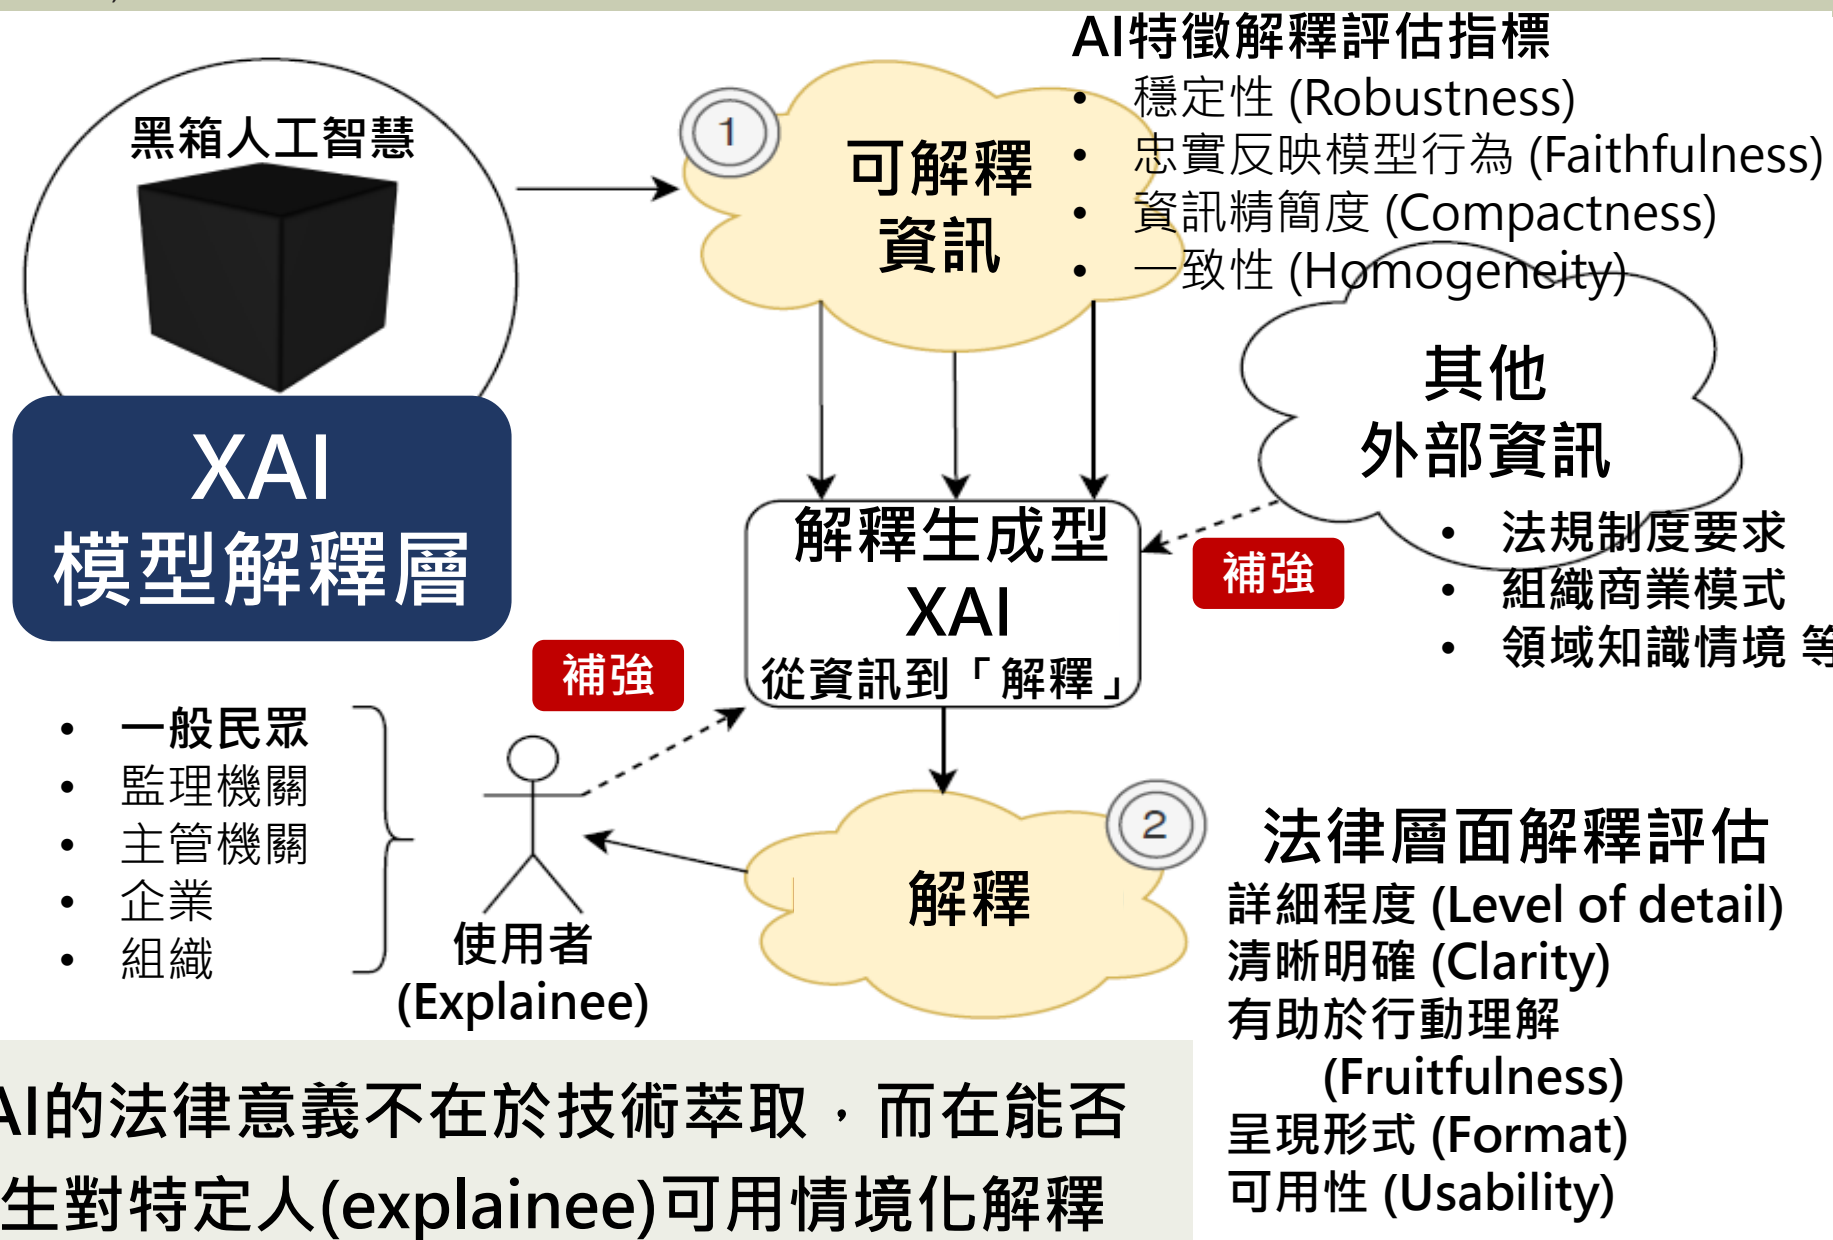 黑箱人工智慧
XAI
模型解釋層
1
可解釋
資訊
AI特徵解釋評估指標
• 穩定性 (Robustness)
• 忠實反映模型行為 (Faithfulness)
• 資訊精簡度 (Compactness)
• 一致性 (Homogeneity)
其他
外部資訊
• 法規制度要求
• 組織商業模式
• 領域知識情境 等
補強
解釋生成型
XAI
從資訊到「解釋」
補強
• 一般民眾
• 監理機關
• 主管機關
• 企業
• 組織
使用者
(Explainee)
2
解釋
法律層面解釋評估
詳細程度 (Level of detail)
清晰明確 (Clarity)
有助於行動理解
(Fruitfulness)
呈現形式 (Format)
可用性 (Usability)
AI的法律意義不在於技術萃取，而在能否
生對特定人(explainee)可用情境化解釋